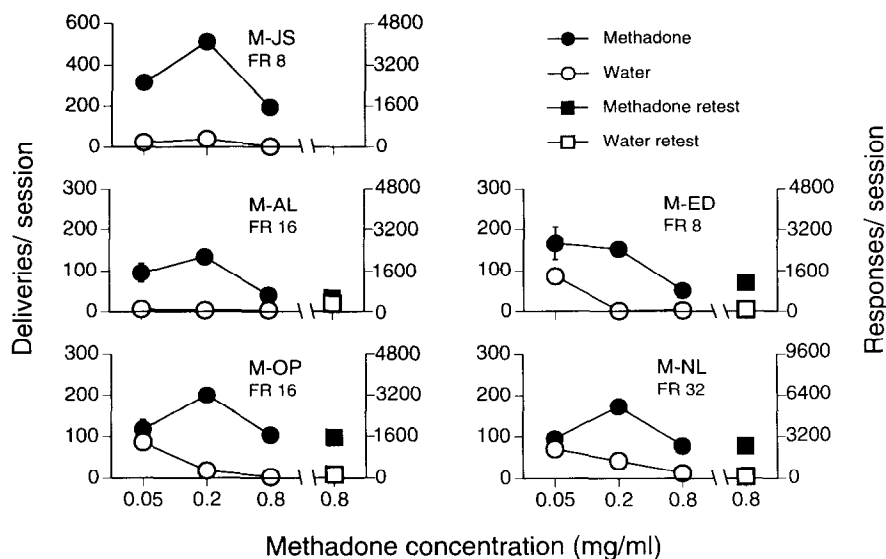 600
400
200
0
M-JS
FR 8
4800
3200
1600
0
Methadone
Water
Methadone retest
Water retest
Deliveries/ session
300
200
100
0
M-AL
FR 16
4800
3200
1600
0
300
200
100
0
M-ED
FR 8
4800
3200
1600
0
Responses/ session
300
200
100
0
M-OP
FR 16
4800
3200
1600
0
0.05 0.2 0.8 0.8
300
200
100
0
M-NL
FR 32
9600
6400
3200
0
0.05 0.2 0.8 0.8
Methadone concentration (mg/ml)